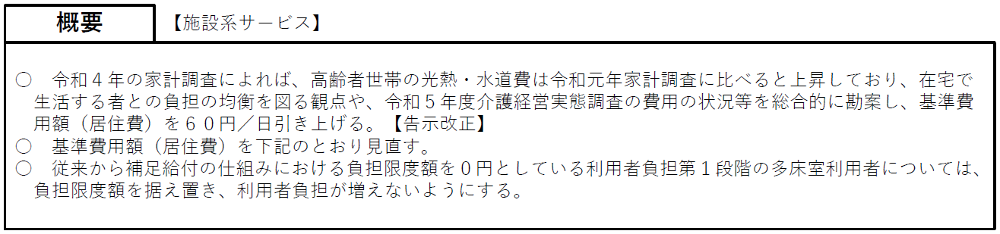 概要 【施設系サービス】
○　令和４年の家計調査によれば、高齢者世帯の光熱・水道費は令和元年家計調査に比べると上昇しており、在宅で
生活する者との負担の均衡を図る観点や、令和５年度介護経営実態調査の費用の状況等を総合的に勘案し、基準費
用額（居住費）を６０円／日引き上げる。【告示改正】
○　基準費用額（居住費）を下記のとおり見直す。
○　従来から補足給付の仕組みにおける負担限度額を０円としている利用者負担第１段階の多床室利用者については、
負担限度額を据え置き、利用者負担が増えないようにする。